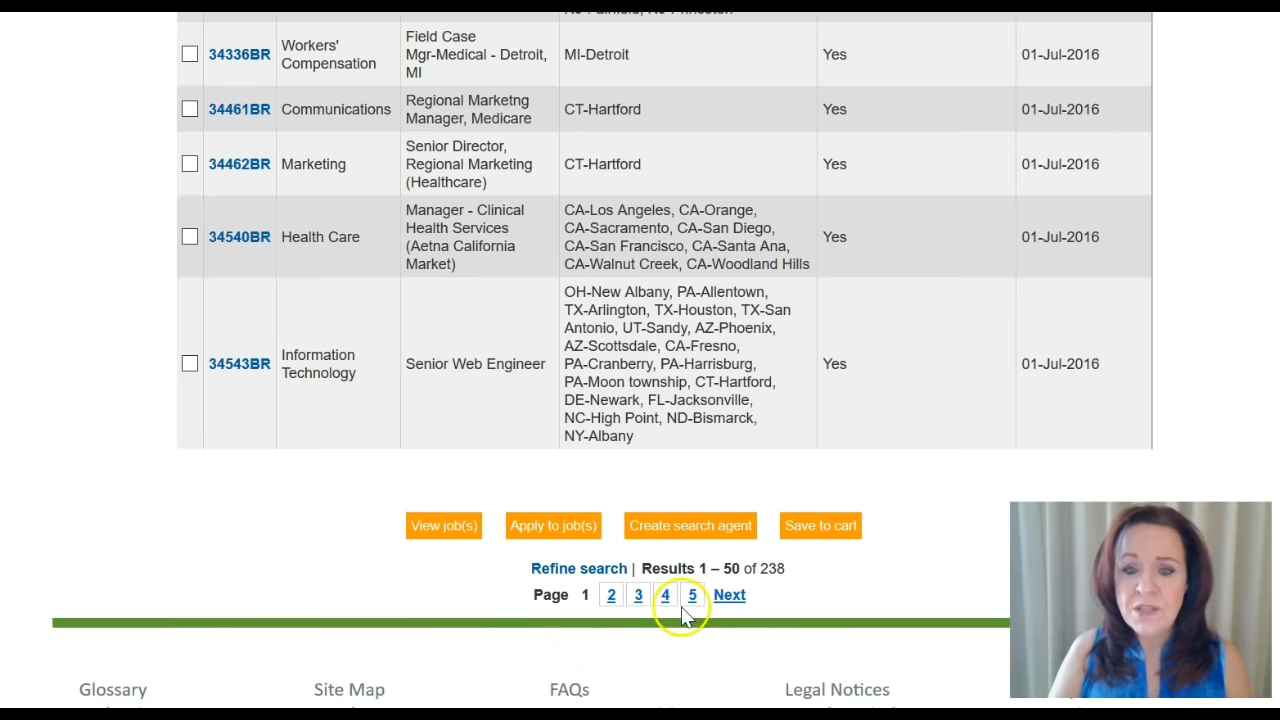 34336BR
Workers'
Compensation
Field Case
Mgr-Medical - Detroit,
MI
MI-Detroit
Yes
01-Jul-2016
34461BR
Communications
Regional Marketng
Manager, Medicare
CT-Hartford
Yes
01-Jul-2016
34462BR
Marketing
Senior Director,
Regional Marketing
(Healthcare)
CT-Hartford
Yes
01-Jul-2016
34540BR
Health Care
Manager - Clinical
Health Services
(Aetna California
Market)
CA-Los Angeles, CA-Orange,
CA-Sacramento, CA-San Diego,
CA-San Francisco, CA-Santa Ana,
CA-Walnut Creek, CA-Woodland Hills
Yes
01-Jul-2016
34543BR
Information
Technology
Senior Web Engineer
OH-New Albany, PA-Allentown,
TX-Arlington, TX-Houston, TX-San
Antonio, UT-Sandy, AZ-Phoenix,
AZ-Scottsdale, CA-Fresno,
PA-Cranberry, PA-Harrisburg,
PA-Moon township, CT-Hartford,
DE-Newark, FL-Jacksonville,
NC-High Point, ND-Bismarck,
NY-Albany
Yes
01-Jul-2016
View job(s) Apply to job(s) Create search agent Save to cart
Refine search | Results 1 – 50 of 238
Page 1 2 3 4 5 Next
Glossary Site Map FAQs Legal Notices